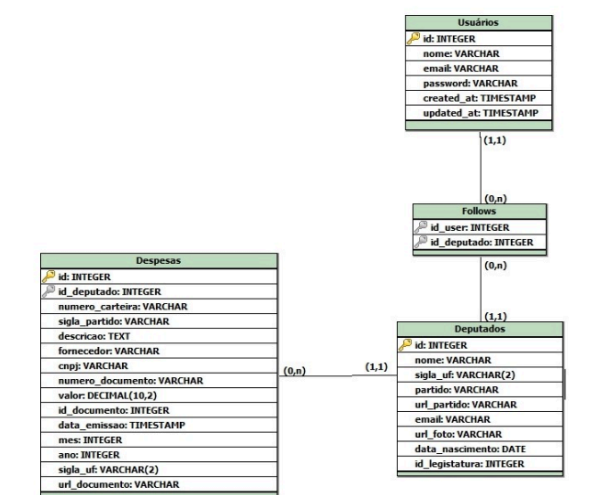 Usuários
id: INTEGER
nome: VARCHAR
email: VARCHAR
password: VARCHAR
created_at: TIMESTAMP
updated_at: TIMESTAMP
(1,1)
(0,n)
Follows
id_user: INTEGER
id_deputado: INTEGER
(0,n)
(1,1)
Despesas
id: INTEGER
id_deputado: INTEGER
numero_carteira: VARCHAR
sigla_partido: VARCHAR
descricao: TEXT
fornecedor: VARCHAR
cnpj: VARCHAR
numero_documento: VARCHAR
valor: DECIMAL(10,2)
id_documento: INTEGER
data_emissao: TIMESTAMP
mes: INTEGER
ano: INTEGER
sigla_uf: VARCHAR(2)
url_documento: VARCHAR
(0,n)
(1,1)
Deputados
id: INTEGER
nome: VARCHAR
sigla_uf: VARCHAR(2)
partido: VARCHAR
url_partido: VARCHAR
email: VARCHAR
url_foto: VARCHAR
data_nascimento: DATE
id_legistatura: INTEGER